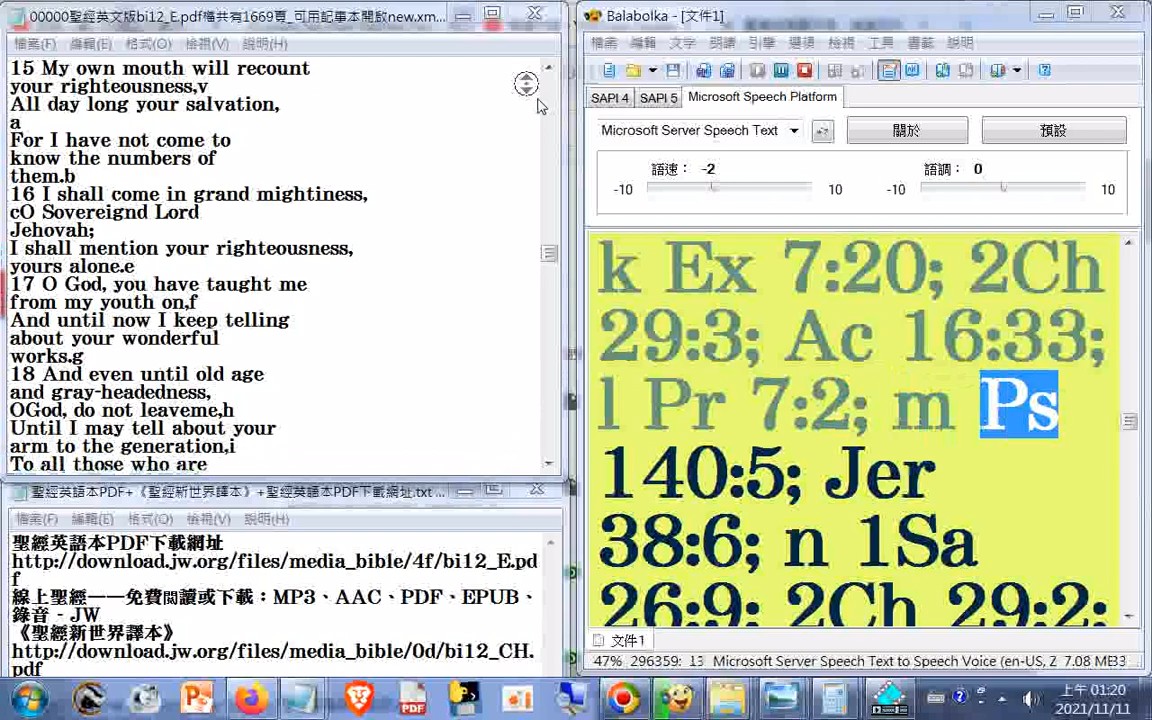 00000聖經英文版bi12_E.pdf檔共有1669頁_可用記事本開啟new.xm...
檔案(F) 編輯(E) 格式(O) 檢視(V) 說明(H)
15 My own mouth will recount
your righteousness,v
All day long your salvation,
a
For I have not come to
know the numbers of
them.b
16 I shall come in grand mightiness,
cO Sovereignd Lord
Jehovah;
I shall mention your righteousness,
yours alone.e
17 O God, you have taught me
from my youth on,f
And until now I keep telling
about your wonderful
works.g
18 And even until old age
and gray-headedness,
OGod, do not leaveme,h
Until I may tell about your
arm to the generation,i
To all those who are
聖經英語本PDF+《聖經新世界譯本》+聖經英語本PDF下載網址.txt ...
檔案(F) 編輯(E) 格式(O) 檢視(V) 說明(H)
聖經英語本PDF下載網址
http://download.jw.org/files/media_bible/4f/bi12_E.pd
f
線上聖經——免費閱讀或下載：MP3、AAC、PDF、EPUB、
錄音 - JW
《聖經新世界譯本》
http://download.jw.org/files/media_bible/0d/bi12_CH.
pdf
Balabolka - [文件1]
檔案 編輯 文字 朗讀 引擎 選項 檢視 工具 書籤 說明
SAPI 4 SAPI 5 Microsoft Speech Platform
Microsoft Server Speech Text 關於 預設
語速： -2 語調： 0
-10 10 -10 10
k Ex 7:20; 2Ch
29:3; Ac 16:33;
l Pr 7:2; m Ps
140:5; Jer
38:6; n 1Sa
26:9; 2Ch 29:2;
文件1
47% 296359: 13 Microsoft Server Speech Text to Speech Voice (en-US, Z 7.08 MB
上午 01:20
2021/11/11